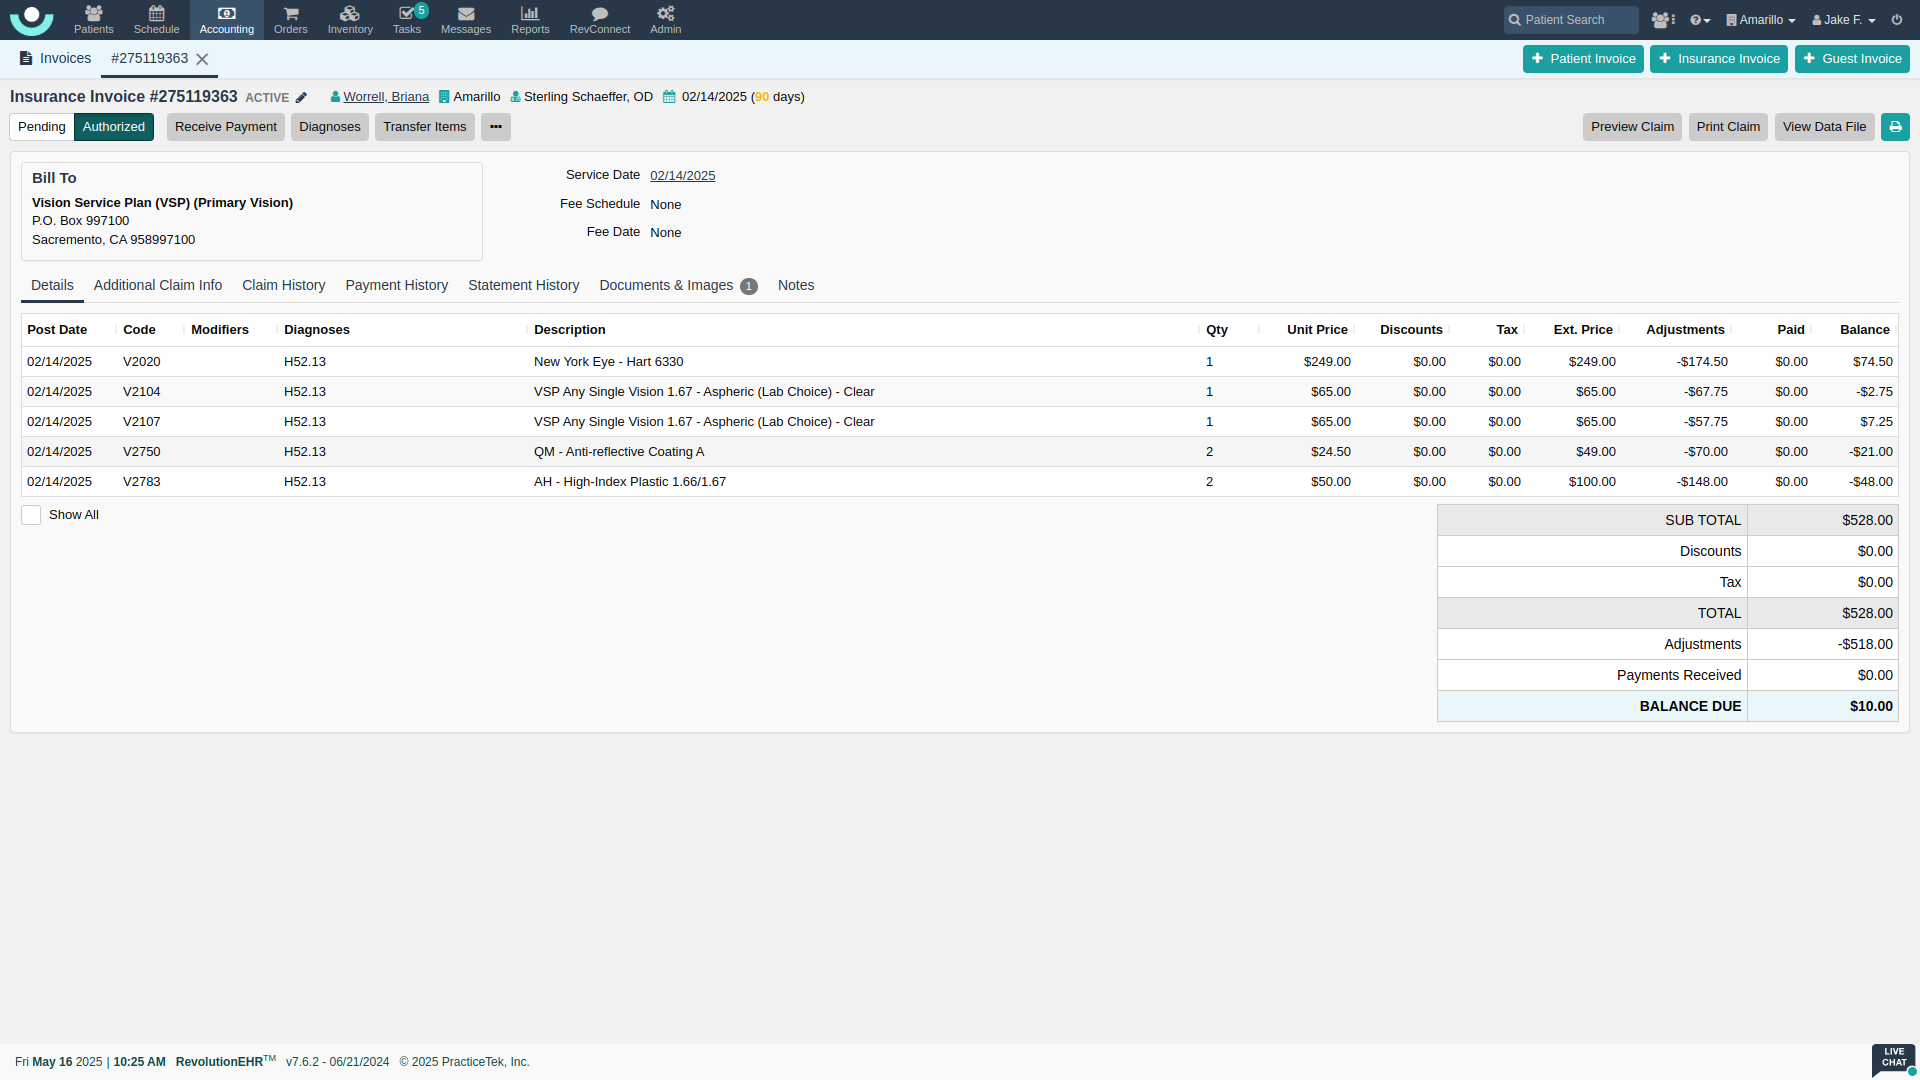 Patients Schedule Accounting Orders Inventory Tasks 5 Messages Reports RevConnect Admin Patient Search Amarillo Jake F.
Invoices #275119363 Patient Invoice Insurance Invoice Guest Invoice
Insurance Invoice #275119363 ACTIVE Worrell, Briana Amarillo Sterling Schaeffer, OD 02/14/2025 (90 days)
Pending Authorized Receive Payment Diagnoses Transfer Items ••• Preview Claim Print Claim View Data File
Bill To
Vision Service Plan (VSP) (Primary Vision)
P.O. Box 997100
Sacremento, CA 958997100
Service Date 02/14/2025
Fee Schedule None
Fee Date None
Details Additional Claim Info Claim History Payment History Statement History Documents & Images 1 Notes
Post Date Code Modifiers Diagnoses Description Qty Unit Price Discounts Tax Ext. Price Adjustments Paid Balance
02/14/2025 V2020 H52.13 New York Eye - Hart 6330 1 $249.00 $0.00 $0.00 $249.00 -$174.50 $0.00 $74.50
02/14/2025 V2104 H52.13 VSP Any Single Vision 1.67 - Aspheric (Lab Choice) - Clear 1 $65.00 $0.00 $0.00 $65.00 -$67.75 $0.00 -$2.75
02/14/2025 V2107 H52.13 VSP Any Single Vision 1.67 - Aspheric (Lab Choice) - Clear 1 $65.00 $0.00 $0.00 $65.00 -$57.75 $0.00 $7.25
02/14/2025 V2750 H52.13 QM - Anti-reflective Coating A 2 $24.50 $0.00 $0.00 $49.00 -$70.00 $0.00 -$21.00
02/14/2025 V2783 H52.13 AH - High-Index Plastic 1.66/1.67 2 $50.00 $0.00 $0.00 $100.00 -$148.00 $0.00 -$48.00
Show All
SUB TOTAL $528.00
Discounts $0.00
Tax $0.00
TOTAL $528.00
Adjustments -$518.00
Payments Received $0.00
BALANCE DUE $10.00
Fri May 16 2025 | 10:25 AM RevolutionEHR™ v7.6.2 - 06/21/2024 © 2025 PracticeTek, Inc.
LIVE
CHAT